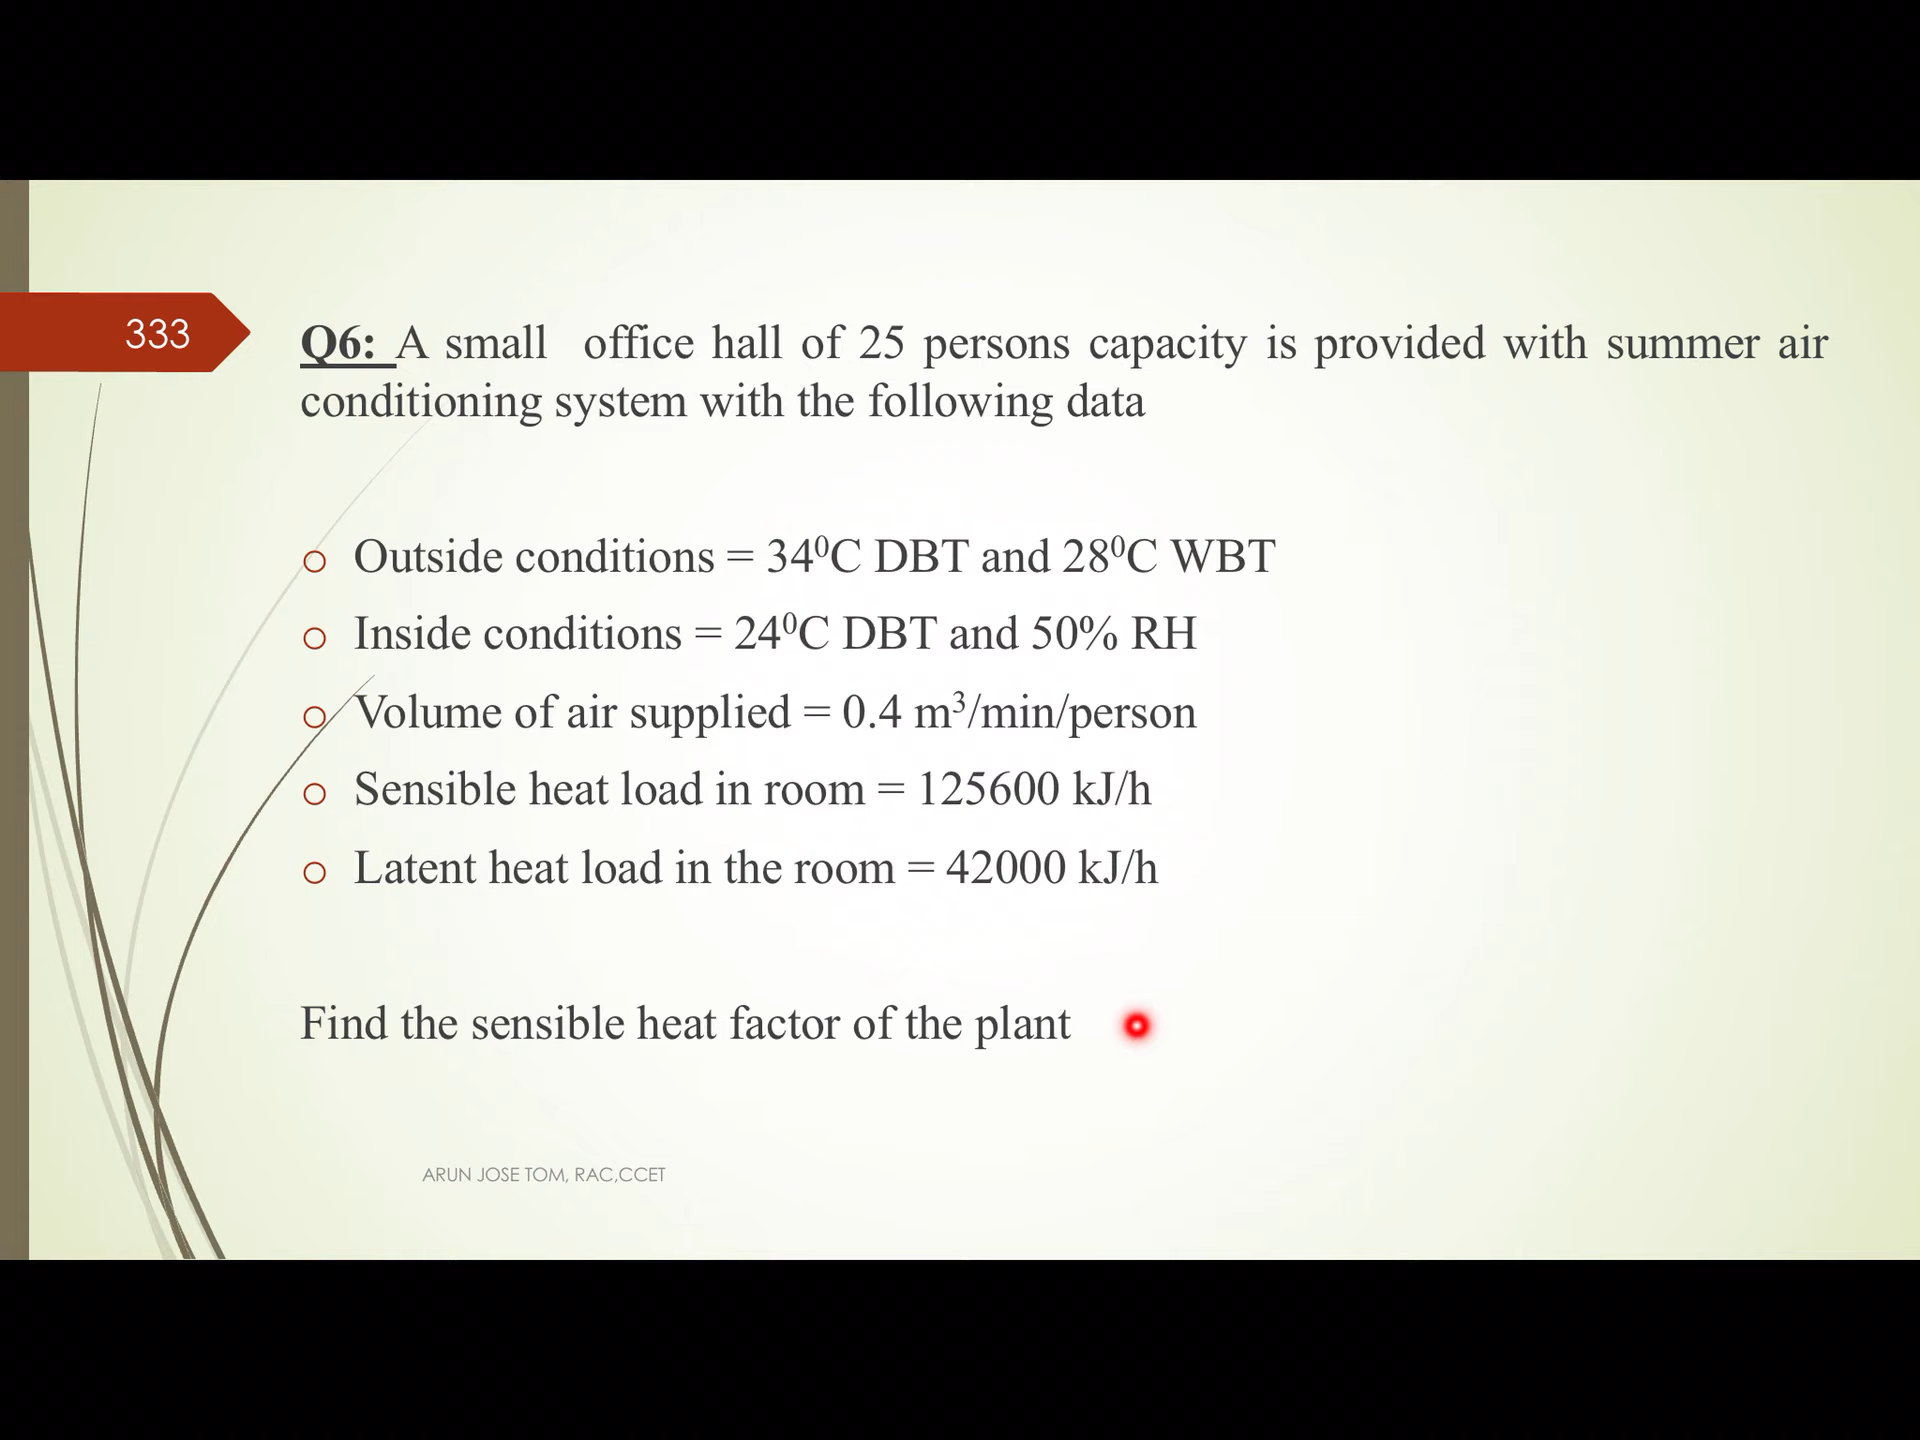 333
Q6: A small office hall of 25 persons capacity is provided with summer air
conditioning system with the following data
Outside conditions = 34⁰C DBT and 28⁰C WBT
Inside conditions = 24⁰C DBT and 50% RH
Volume of air supplied = 0.4 m³/min/person
Sensible heat load in room = 125600 kJ/h
Latent heat load in the room = 42000 kJ/h
Find the sensible heat factor of the plant
ARUN JOSE TOM, RAC,CCET